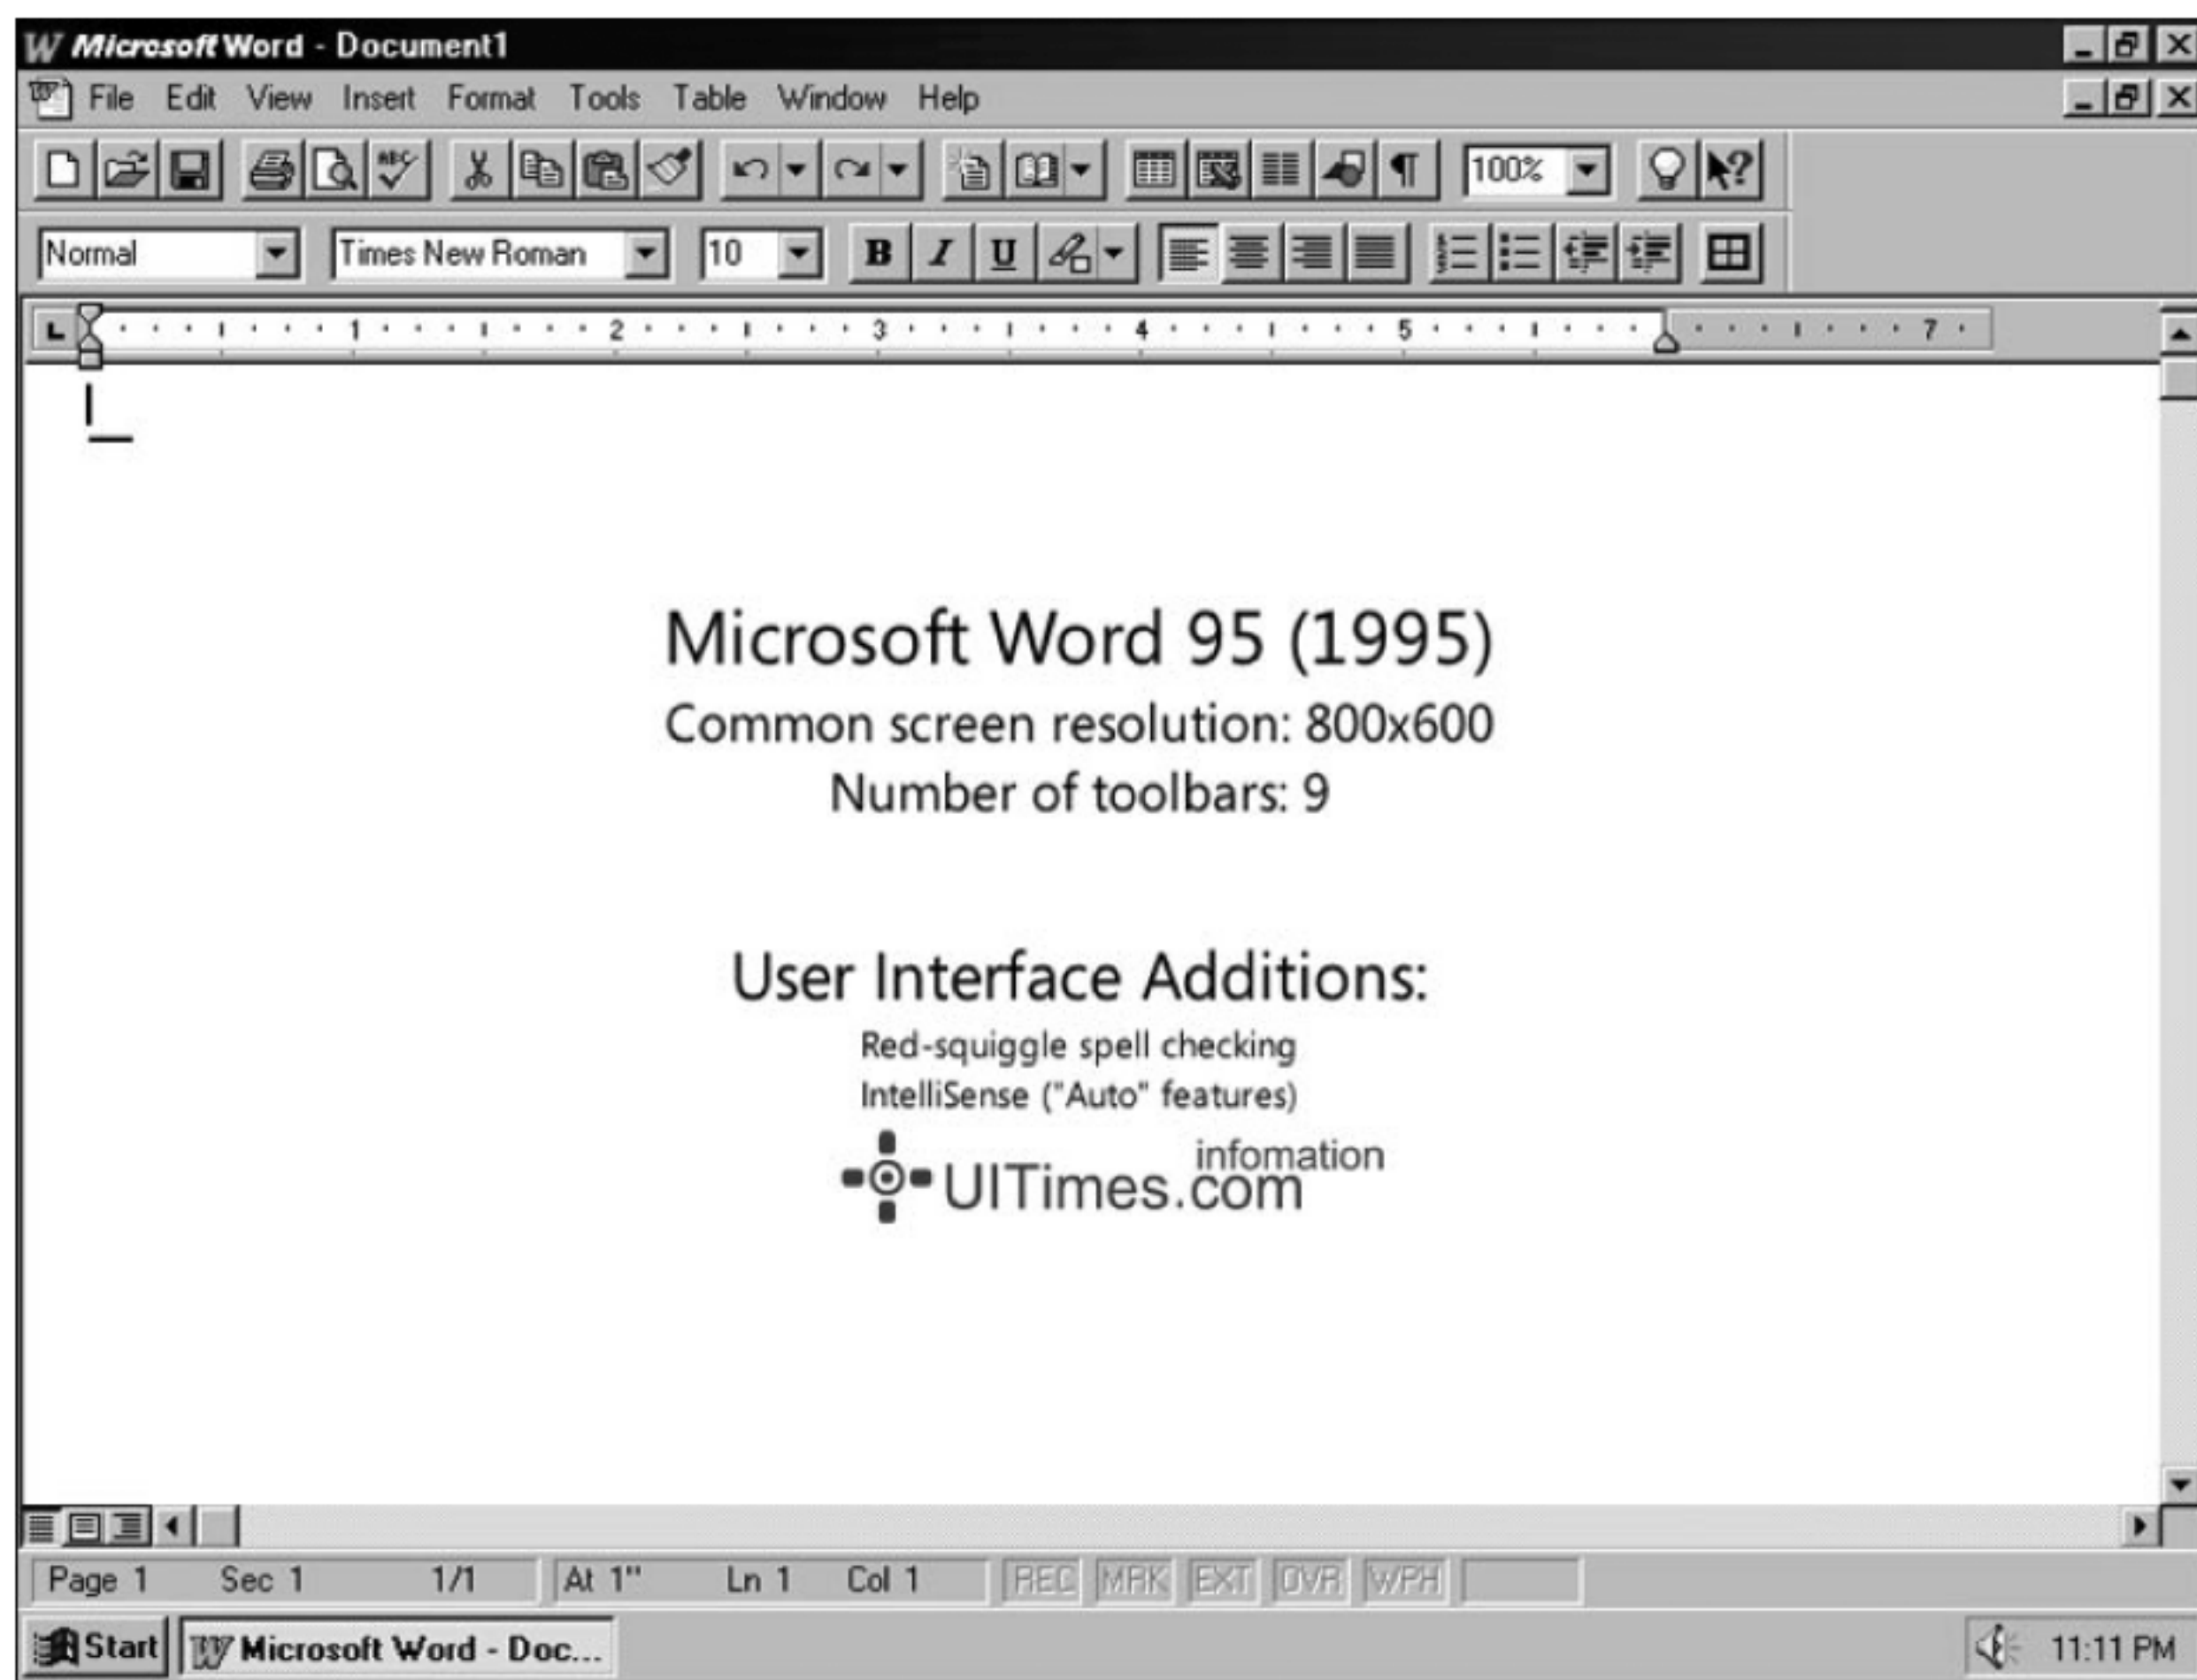 Microsoft Word - Document1
File Edit View Insert Format Tools Table Window Help
ABC 100% ?
Normal Times New Roman 10 B I U
1 2 3 4 5 7
Microsoft Word 95 (1995)
Common screen resolution: 800x600
Number of toolbars: 9
User Interface Additions:
Red-squiggle spell checking
IntelliSense ("Auto" features)
UITimes.com infomation
Page 1 Sec 1 1/1 At 1" Ln 1 Col 1 REC MRK EXT OVR WPH
Start Microsoft Word - Doc... 11:11 PM